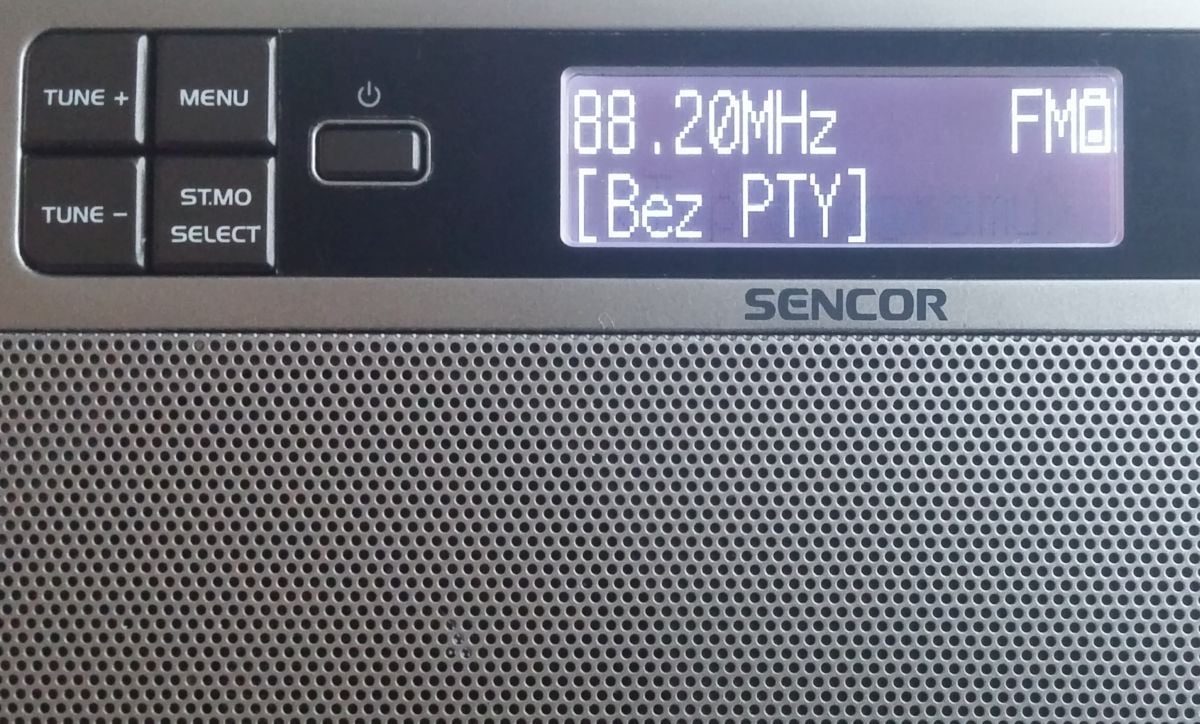 TUNE +
MENU
TUNE -
ST.MO
SELECT
88.20MHz FM
[Bez PTY]
SENCOR